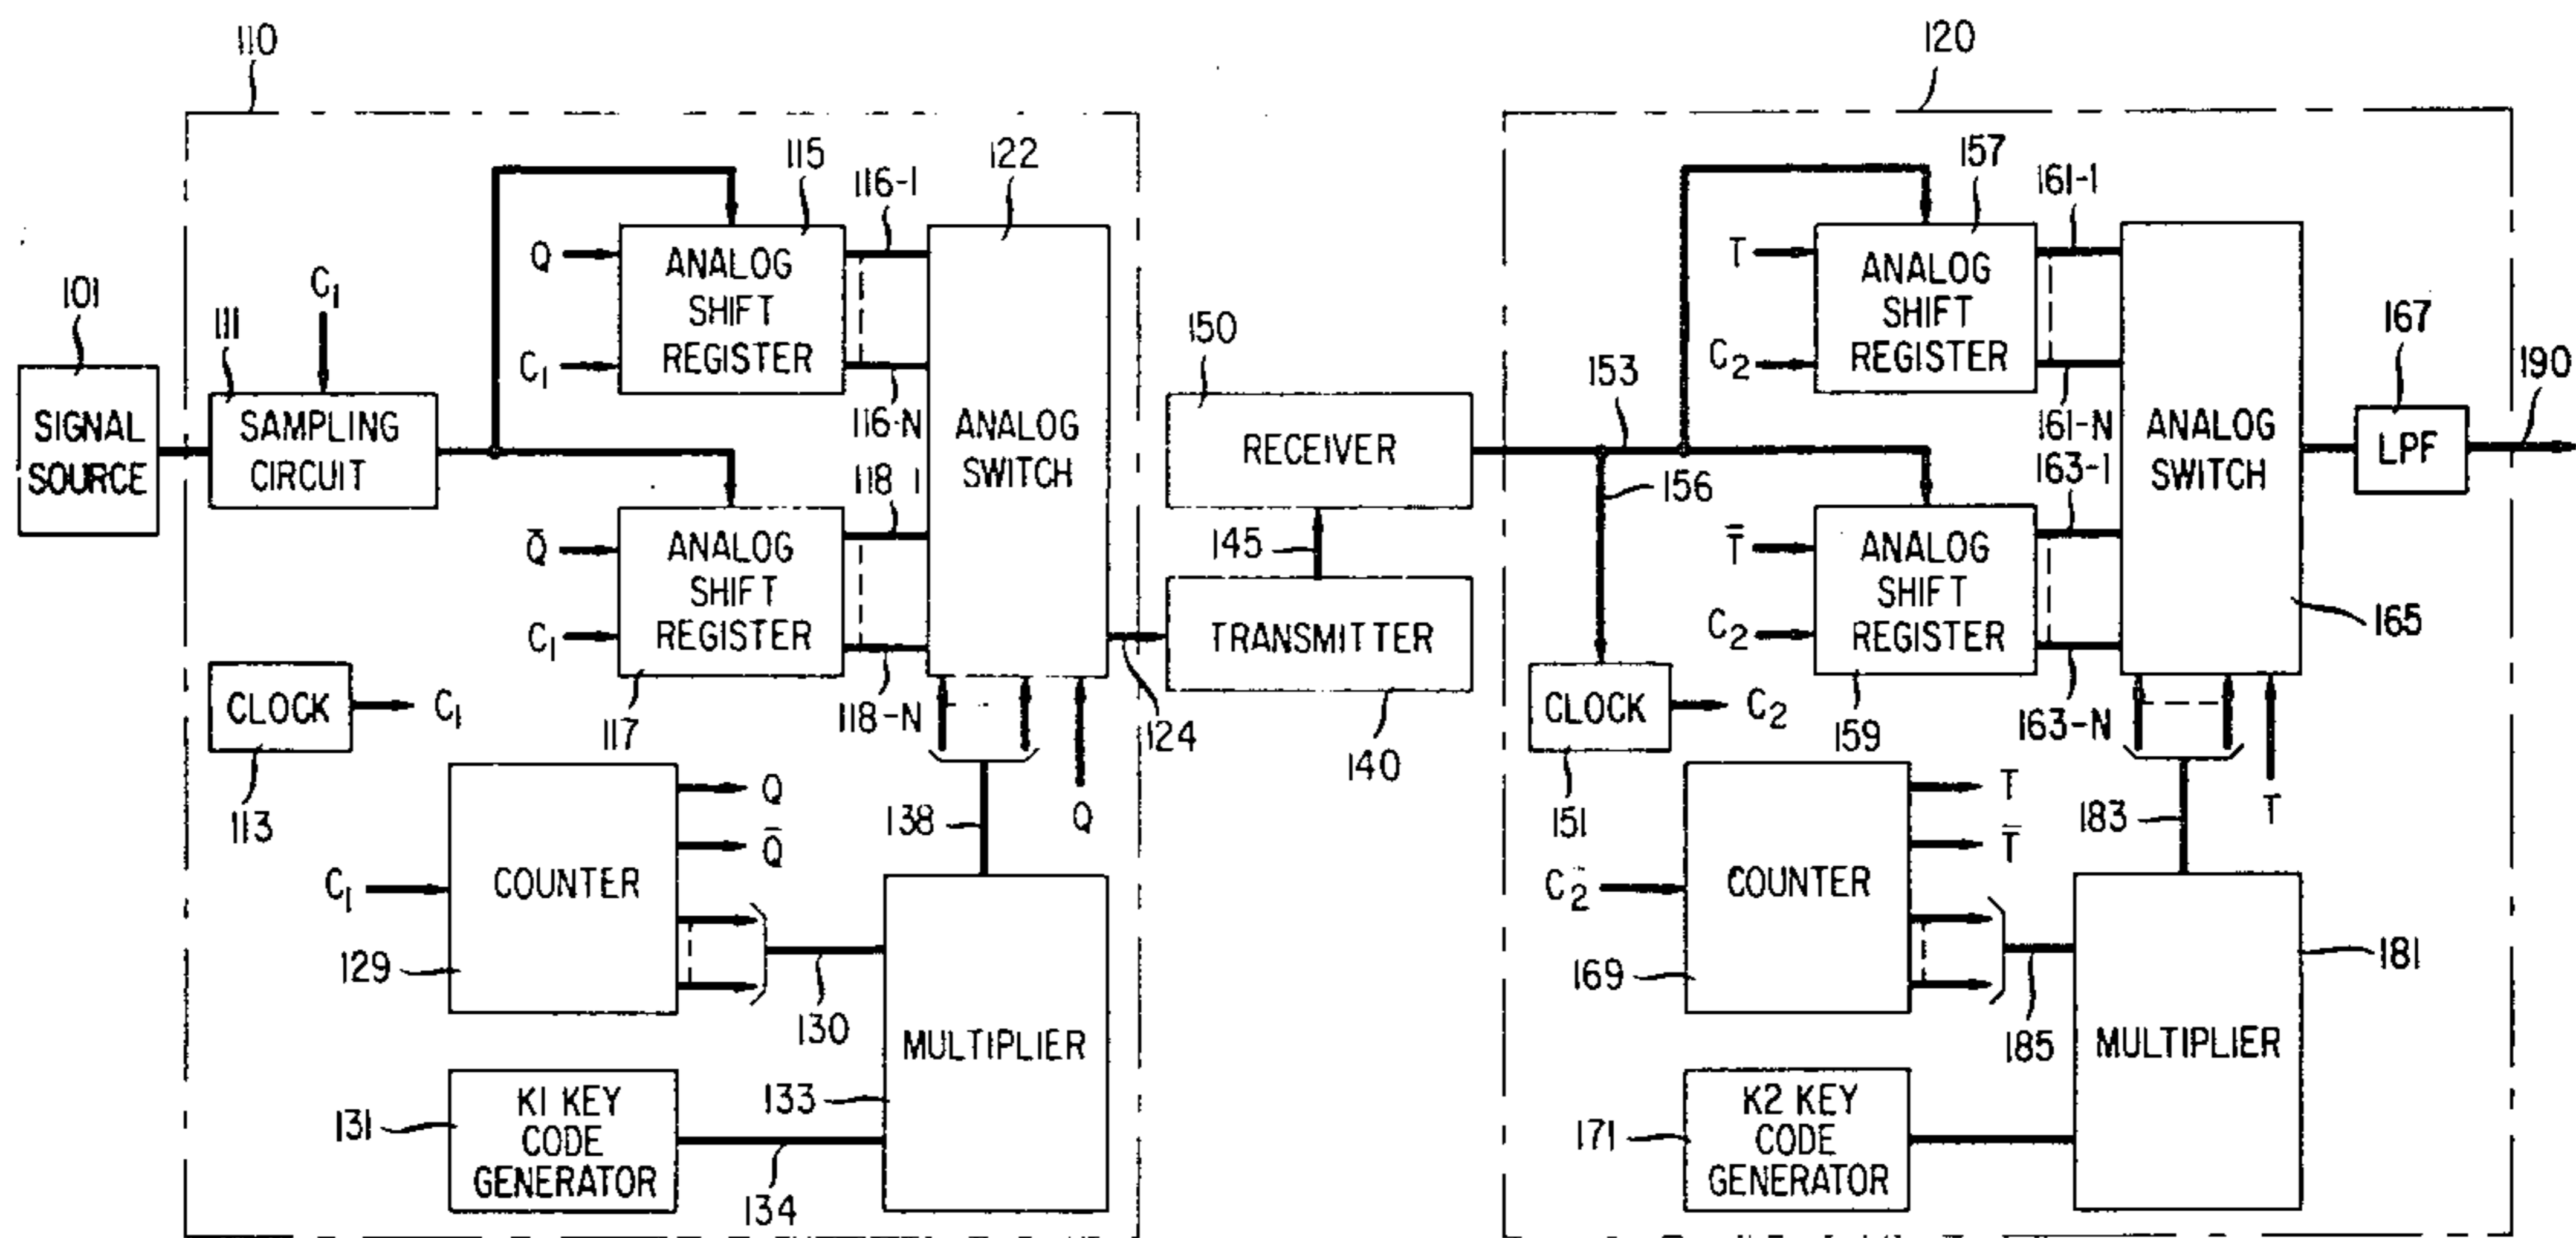 110
120
115
116-1
122
157
161-1
101
C1
111
Q
ANALOG
SHIFT
REGISTER
C1
116-N
T
ANALOG
SHIFT
REGISTER
C2
161-N
167
190
SIGNAL
SOURCE
SAMPLING
CIRCUIT
ANALOG
SWITCH
150
RECEIVER
153
156
ANALOG
SWITCH
LPF
118 1
163-1
Q̅
ANALOG
SHIFT
REGISTER
C1
117
118-N
145
TRANSMITTER
124
140
T̅
ANALOG
SHIFT
REGISTER
C2
159
163-N
165
CLOCK
C1
113
CLOCK
C2
151
Q
T
138
183
C1
COUNTER
Q
Q̅
129
130
C2
COUNTER
T
T̅
169
185
MULTIPLIER
133
MULTIPLIER
181
131
K1 KEY
CODE
GENERATOR
134
171
K2 KEY
CODE
GENERATOR